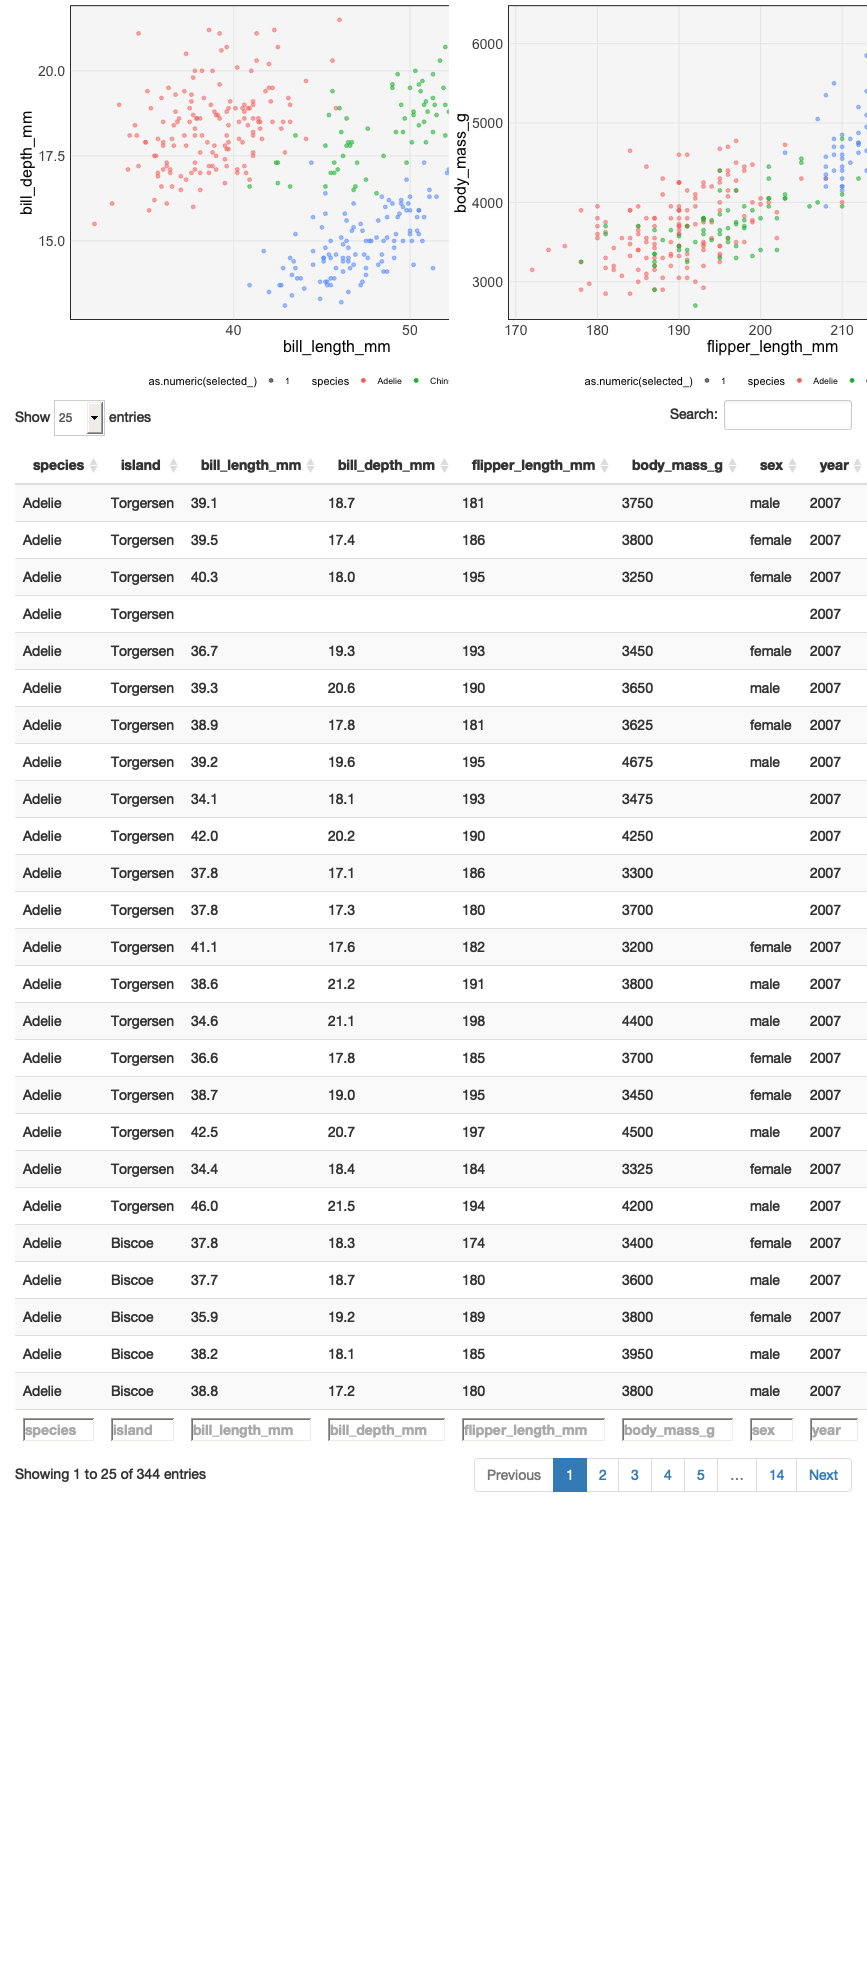 20.0
17.5
15.0
bill_depth_mm
40 50
bill_length_mm
as.numeric(selected_) 1 species Adelie Chin
6000
5000
4000
3000
body_mass_g
170 180 190 200 210
flipper_length_mm
as.numeric(selected_) 1 species Adelie
Show 25 entries
Search:
species island bill_length_mm bill_depth_mm flipper_length_mm body_mass_g sex year
Adelie Torgersen 39.1 18.7 181 3750 male 2007
Adelie Torgersen 39.5 17.4 186 3800 female 2007
Adelie Torgersen 40.3 18.0 195 3250 female 2007
Adelie Torgersen 2007
Adelie Torgersen 36.7 19.3 193 3450 female 2007
Adelie Torgersen 39.3 20.6 190 3650 male 2007
Adelie Torgersen 38.9 17.8 181 3625 female 2007
Adelie Torgersen 39.2 19.6 195 4675 male 2007
Adelie Torgersen 34.1 18.1 193 3475 2007
Adelie Torgersen 42.0 20.2 190 4250 2007
Adelie Torgersen 37.8 17.1 186 3300 2007
Adelie Torgersen 37.8 17.3 180 3700 2007
Adelie Torgersen 41.1 17.6 182 3200 female 2007
Adelie Torgersen 38.6 21.2 191 3800 male 2007
Adelie Torgersen 34.6 21.1 198 4400 male 2007
Adelie Torgersen 36.6 17.8 185 3700 female 2007
Adelie Torgersen 38.7 19.0 195 3450 female 2007
Adelie Torgersen 42.5 20.7 197 4500 male 2007
Adelie Torgersen 34.4 18.4 184 3325 female 2007
Adelie Torgersen 46.0 21.5 194 4200 male 2007
Adelie Biscoe 37.8 18.3 174 3400 female 2007
Adelie Biscoe 37.7 18.7 180 3600 male 2007
Adelie Biscoe 35.9 19.2 189 3800 female 2007
Adelie Biscoe 38.2 18.1 185 3950 male 2007
Adelie Biscoe 38.8 17.2 180 3800 male 2007
species island bill_length_mm bill_depth_mm flipper_length_mm body_mass_g sex year
Showing 1 to 25 of 344 entries
Previous 1 2 3 4 5 … 14 Next